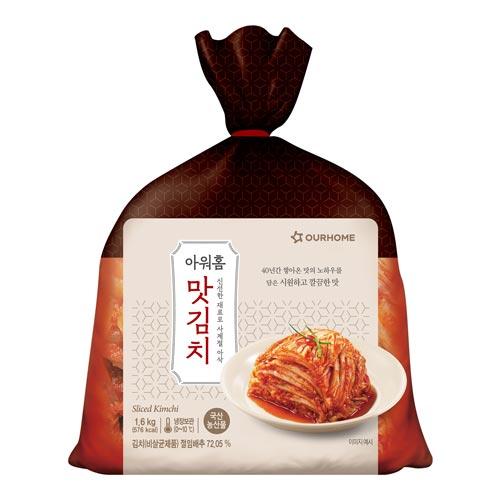 OURHOME
아워홈
맛김치
신선한 재료로 사계절 아삭
40년간 쌓아온 맛의 노하우를
담은 시원하고 깔끔한 맛
Sliced Kimchi
1.6 kg
(576 kcal)
냉장보관
(0~10℃)
국산
농산물
김치(비살균제품) 절임배추 72.05 %
이미지 예시